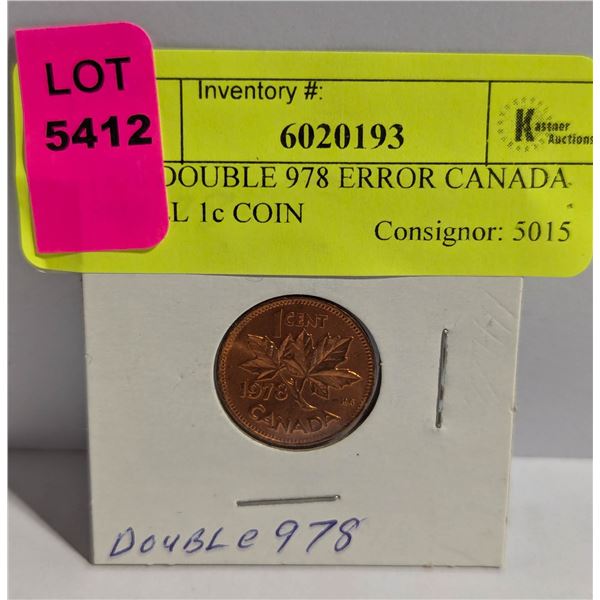 LOT
5412
Inventory #:
6020193
Kastner
Auctions
DOUBLE 978 ERROR CANADA
1c COIN
Consignor: 5015
1 CENT
1978
CANADA
DOUBLE 978